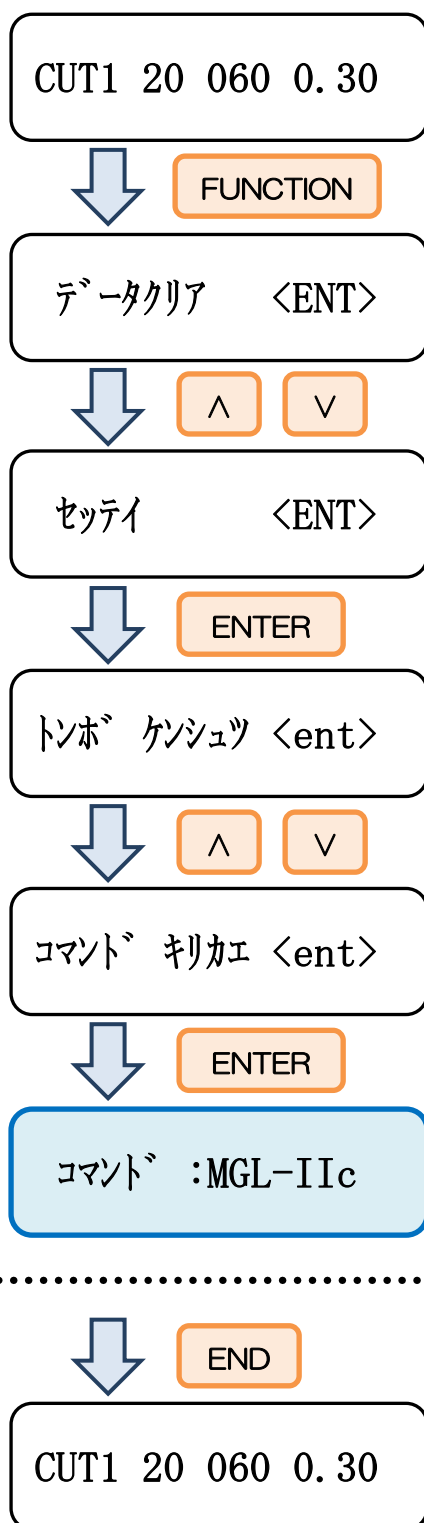 CUT1 20 060 0.30
FUNCTION
ﾃﾞｰﾀｸﾘｱ <ENT>
∧ ∨
ｾｯﾃｲ <ENT>
ENTER
ﾄﾝﾎﾞ ｹﾝｼｭﾂ <ent>
∧ ∨
ｺﾏﾝﾄﾞ ｷﾘｶｴ <ent>
ENTER
ｺﾏﾝﾄﾞ :MGL-IIc
END
CUT1 20 060 0.30